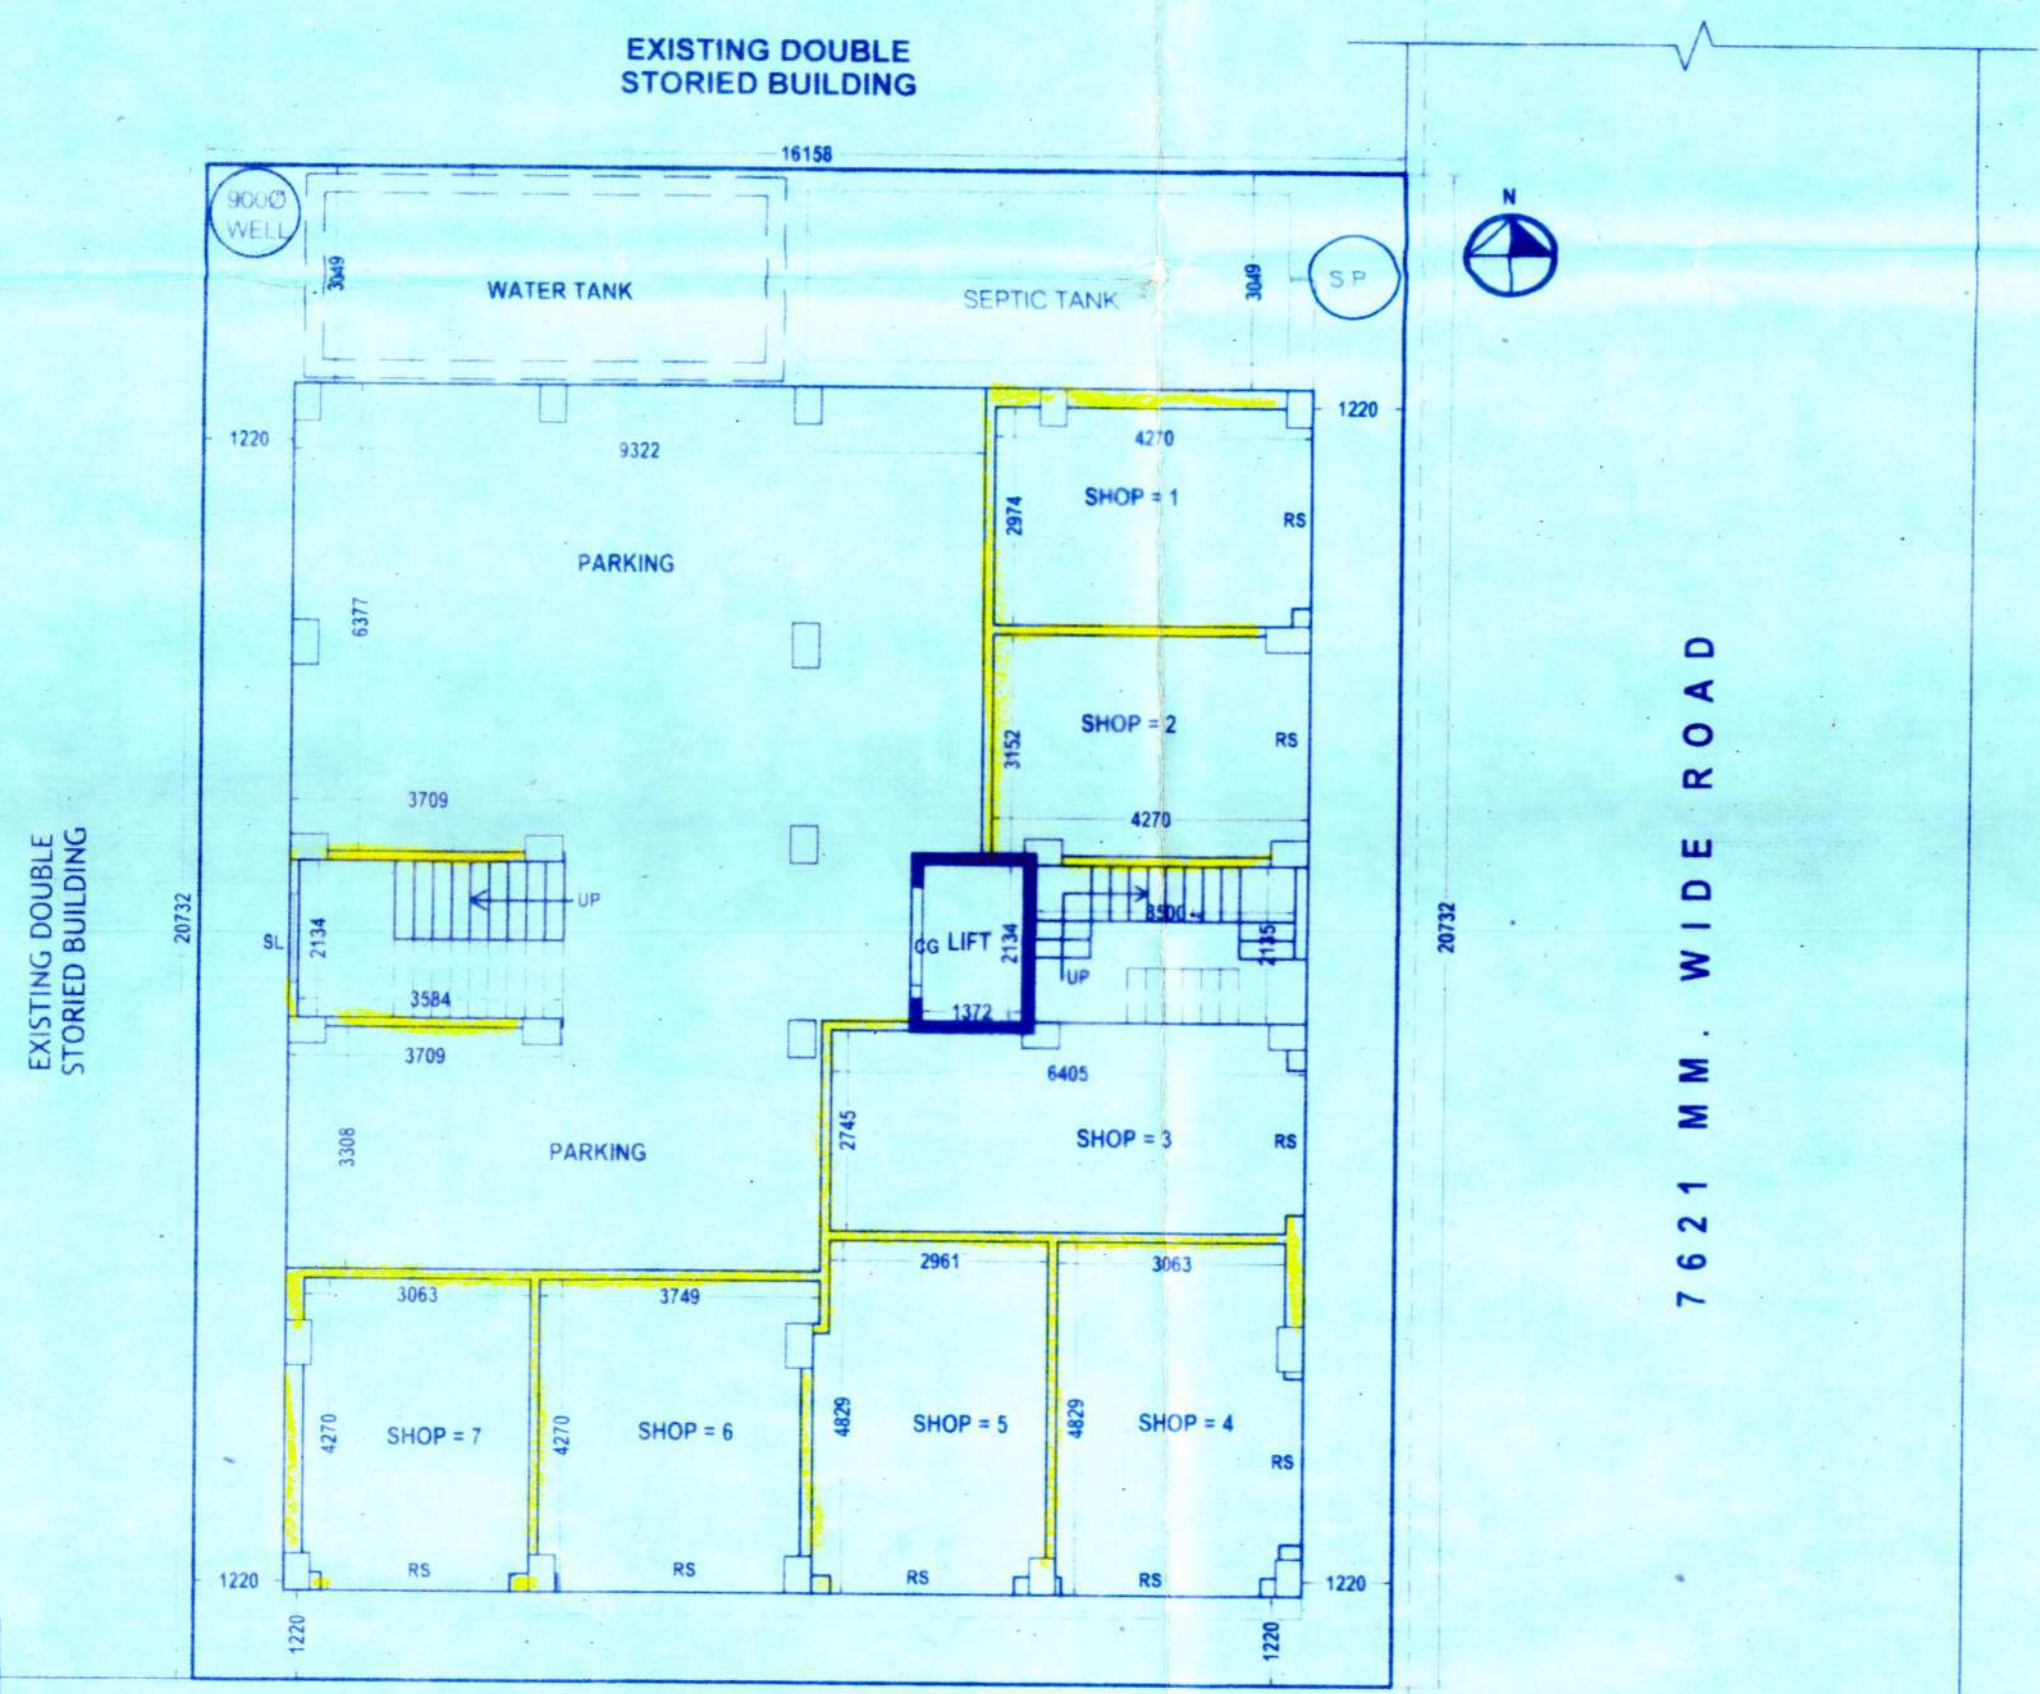 EXISTING DOUBLE
STORIED BUILDING
16158
900Ø
WELL
N
3049
WATER TANK
SEPTIC TANK
3049
S P
1220
9322
4270
1220
SHOP = 1
2974
RS
PARKING
6377
SHOP = 2
3152
RS
3709
4270
EXISTING DOUBLE
STORIED BUILDING
20732
SL
2134
UP
3584
3709
CG
LIFT
2134
1372
3500
2135
UP
20732
7621 MM. WIDE ROAD
6405
2745
SHOP = 3
RS
3308
PARKING
3063
3749
2961
3063
4270
SHOP = 7
4270
SHOP = 6
4829
SHOP = 5
4829
SHOP = 4
RS
RS
RS
RS
RS
1220
1220
1220
1220